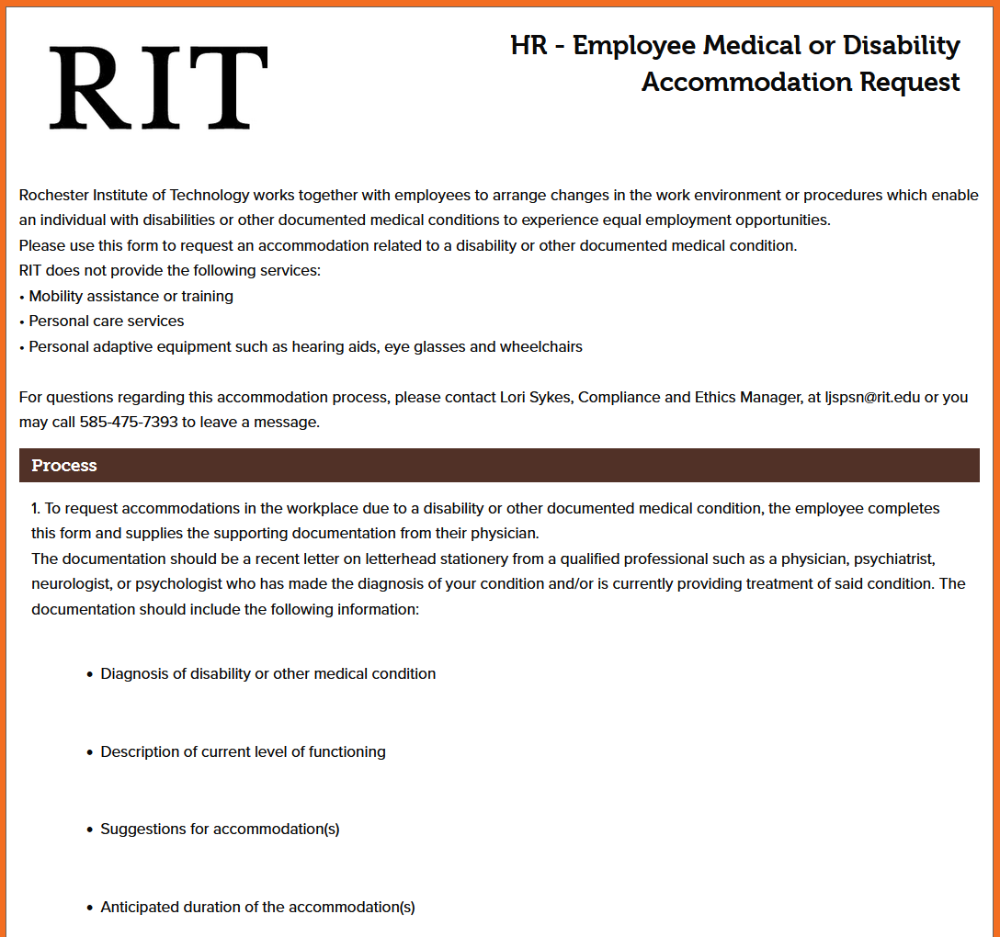 RIT
HR - Employee Medical or Disability
Accommodation Request
Rochester Institute of Technology works together with employees to arrange changes in the work environment or procedures which enable
an individual with disabilities or other documented medical conditions to experience equal employment opportunities.
Please use this form to request an accommodation related to a disability or other documented medical condition.
RIT does not provide the following services:
• Mobility assistance or training
• Personal care services
• Personal adaptive equipment such as hearing aids, eye glasses and wheelchairs
For questions regarding this accommodation process, please contact Lori Sykes, Compliance and Ethics Manager, at ljspsn@rit.edu or you
may call 585-475-7393 to leave a message.
Process
1. To request accommodations in the workplace due to a disability or other documented medical condition, the employee completes
this form and supplies the supporting documentation from their physician.
The documentation should be a recent letter on letterhead stationery from a qualified professional such as a physician, psychiatrist,
neurologist, or psychologist who has made the diagnosis of your condition and/or is currently providing treatment of said condition. The
documentation should include the following information:
• Diagnosis of disability or other medical condition
• Description of current level of functioning
• Suggestions for accommodation(s)
• Anticipated duration of the accommodation(s)